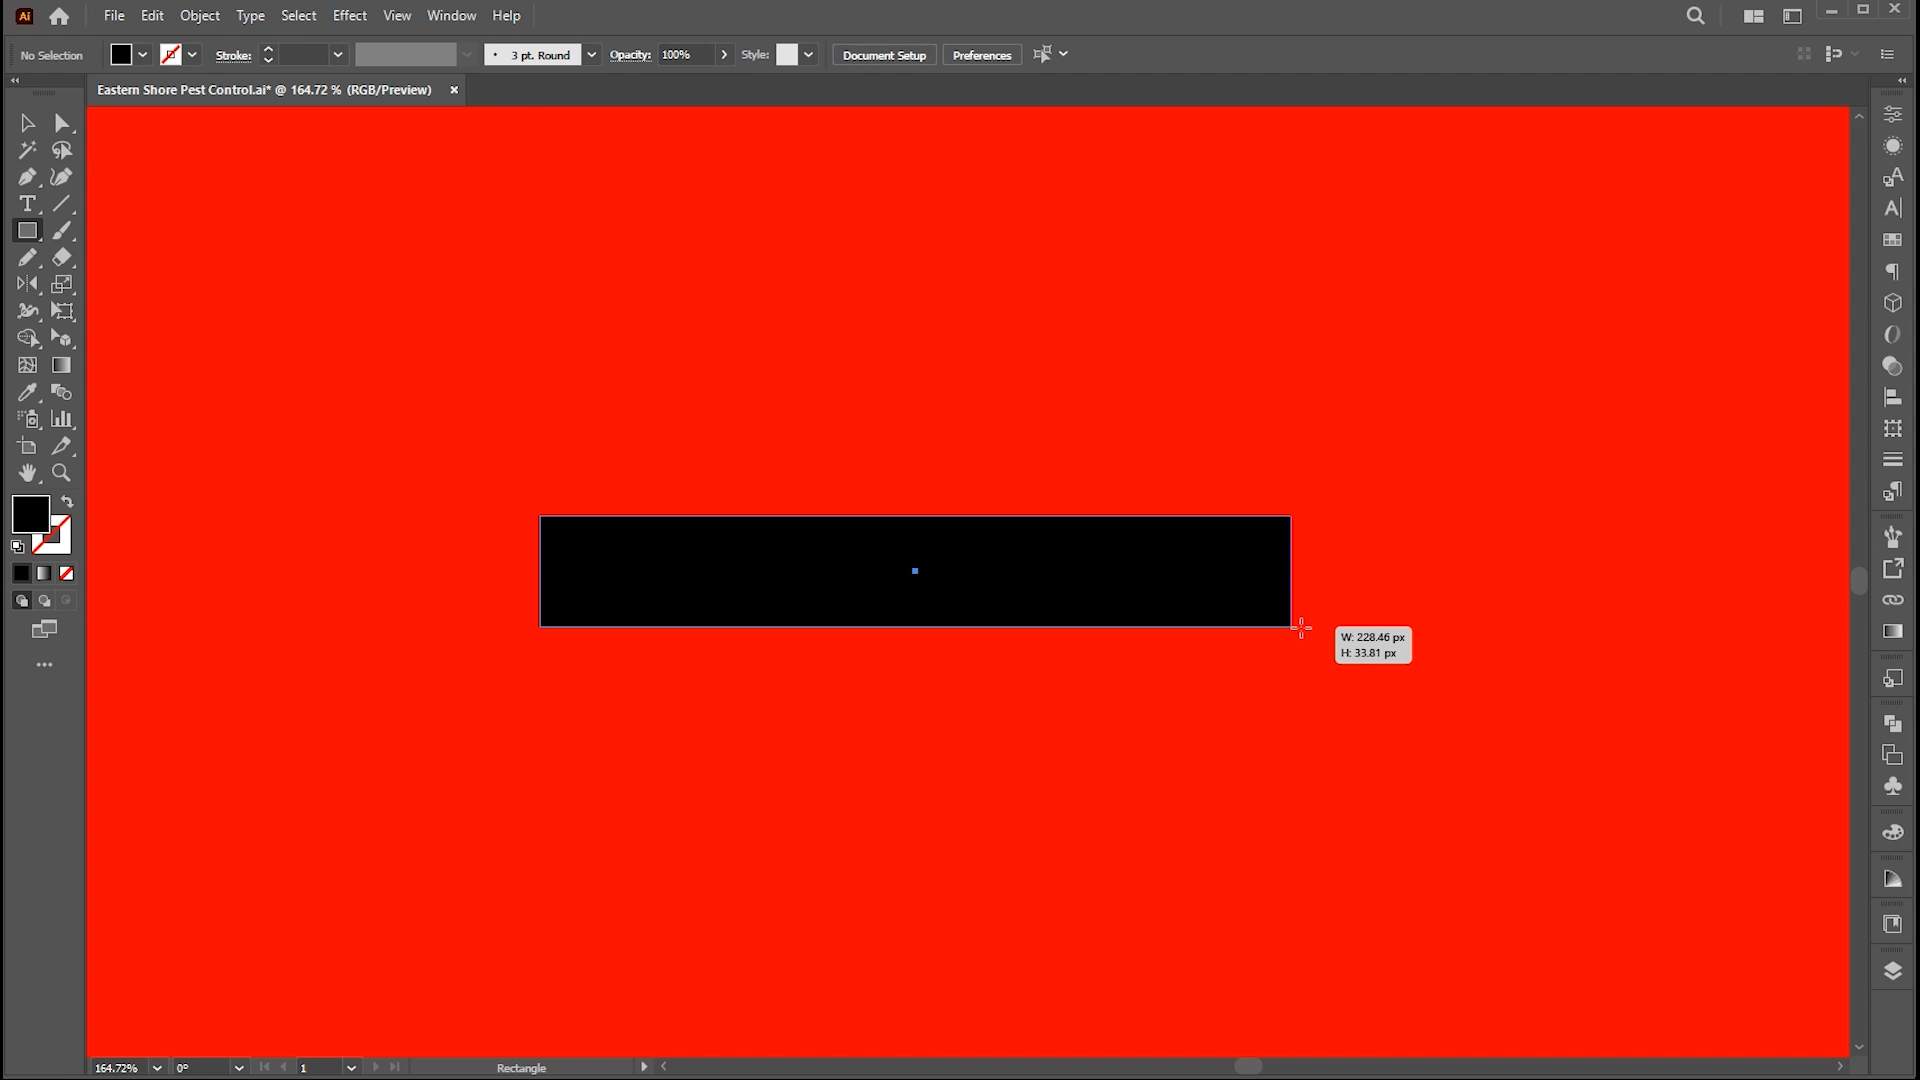 Ai
File Edit Object Type Select Effect View Window Help
No Selection Stroke: 3 pt. Round Opacity: 100% Style: Document Setup Preferences
Eastern Shore Pest Control.ai* @ 164.72 % (RGB/Preview)
W: 228.46 px
H: 33.81 px
164.72% 0° 1 Rectangle